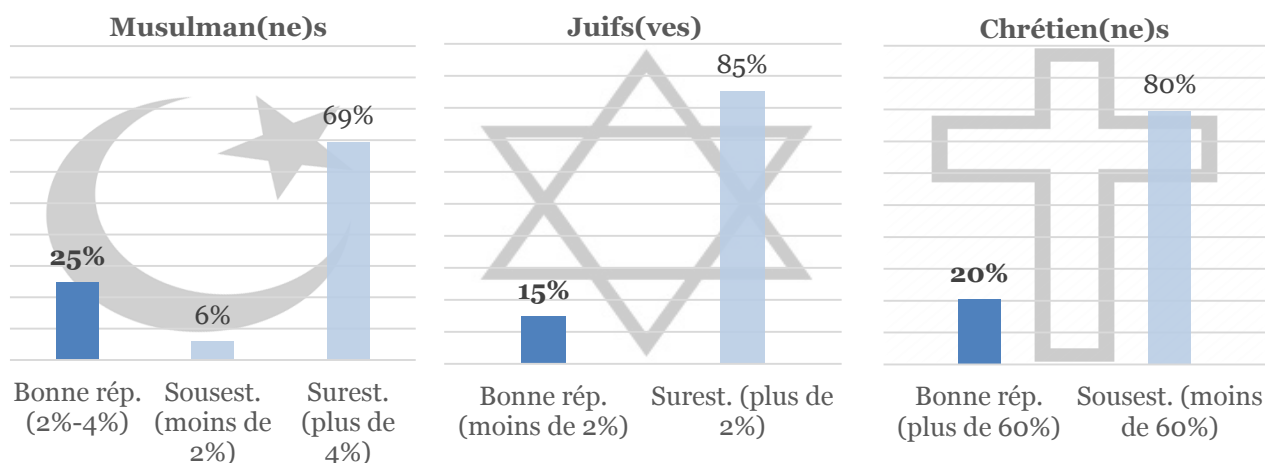 Musulman(ne)s
69%
25%
6%
Bonne rép.
(2%-4%)
Sousest.
(moins de
2%)
Surest.
(plus de
4%)
Juifs(ves)
85%
15%
Bonne rép.
(moins de 2%)
Surest. (plus de
2%)
Chrétien(ne)s
80%
20%
Bonne rép.
(plus de 60%)
Sousest. (moins
de 60%)